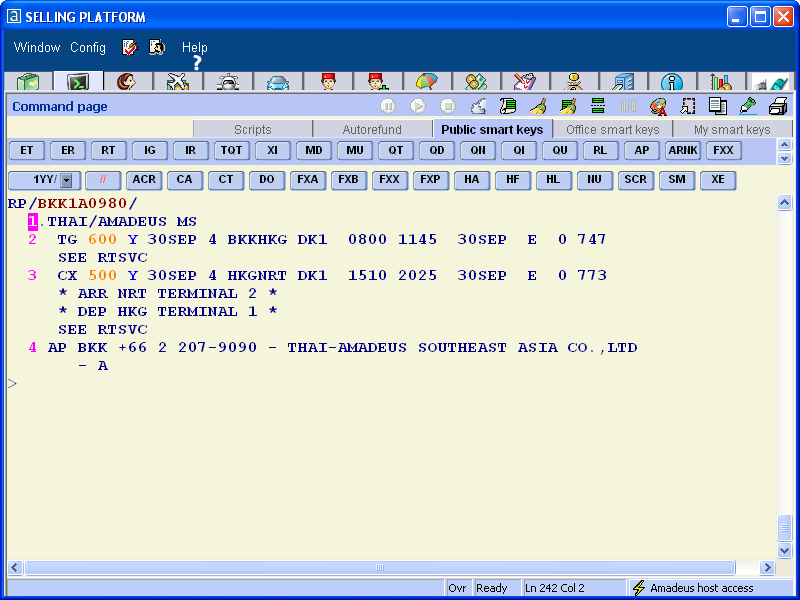 a SELLING PLATFORM
Window Config Help
?
Command page
Scripts Autorefund Public smart keys Office smart keys My smart keys
ET ER RT IG IR TQT XI MD MU QT QD QN QI QU RL AP ARNK FXX
1YY/ // ACR CA CT DO FXA FXB FXX FXP HA HF HL NU SCR SM XE
RP/BKK1A0980/
1.THAI/AMADEUS MS
2 TG 600 Y 30SEP 4 BKKHKG DK1 0800 1145 30SEP E 0 747
SEE RTSVC
3 CX 500 Y 30SEP 4 HKGNRT DK1 1510 2025 30SEP E 0 773
* ARR NRT TERMINAL 2 *
* DEP HKG TERMINAL 1 *
SEE RTSVC
4 AP BKK +66 2 207-9090 - THAI-AMADEUS SOUTHEAST ASIA CO.,LTD
- A
>
Ovr Ready Ln 242 Col 2 Amadeus host access